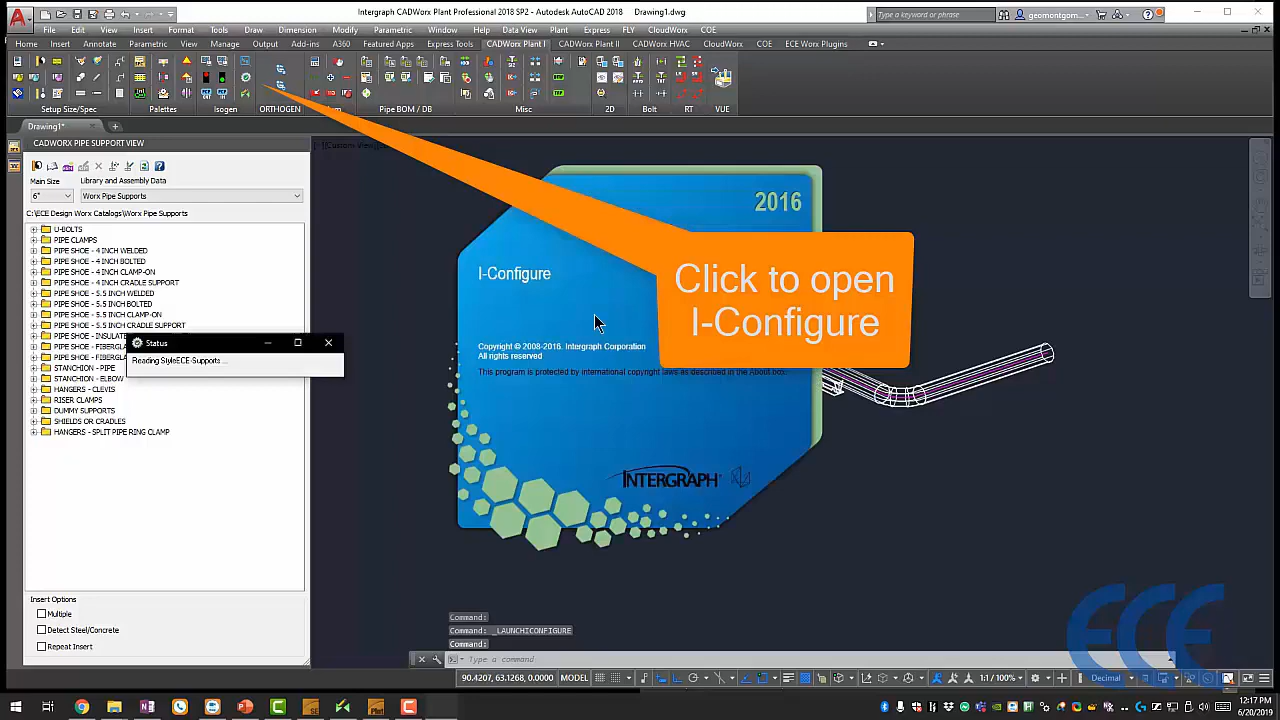 Intergraph CADWorx Plant Professional 2018 SP2 - Autodesk AutoCAD 2018 Drawing1.dwg
Type a keyword or phrase
geomontgom...
File Edit View Insert Format Tools Draw Dimension Modify Parametric Window Help Data View Plant Express FLY CloudWorx COE
Home Insert Annotate Parametric View Manage Output Add-ins A360 Featured Apps Express Tools CADWorx Plant I CADWorx Plant II CADWorx HVAC CloudWorx COE ECE Worx Plugins
Setup Size/Spec Palettes Isogen ORTHOGEN Pipe BOM / DB Misc 2D Bolt RT VUE
Drawing1*
CADWORX PIPE SUPPORT VIEW
Main Size Library and Assembly Data
6" Worx Pipe Supports
C:\ECE Design Worx Catalogs\Worx Pipe Supports
U-BOLTS
PIPE CLAMPS
PIPE SHOE - 4 INCH WELDED
PIPE SHOE - 4 INCH BOLTED
PIPE SHOE - 4 INCH CLAMP-ON
PIPE SHOE - 4 INCH CRADLE SUPPORT
PIPE SHOE - 5.5 INCH WELDED
PIPE SHOE - 5.5 INCH BOLTED
PIPE SHOE - 5.5 INCH CLAMP-ON
PIPE SHOE - 5.5 INCH CRADLE SUPPORT
PIPE SHOE - INSULATE
PIPE SHOE - FIBERGLA
PIPE SHOE - FIBERGLA
STANCHION - PIPE
STANCHION - ELBOW
HANGERS - CLEVIS
RISER CLAMPS
DUMMY SUPPORTS
SHIELDS OR CRADLES
HANGERS - SPLIT PIPE RING CLAMP
Status
Reading StyleECE-Supports ...
2016
I-Configure
Copyright © 2008-2016. Intergraph Corporation
All rights reserved
This program is protected by international copyright laws as described in the About box.
INTERGRAPH
Click to open
I-Configure
Insert Options
Multiple
Detect Steel/Concrete
Repeat Insert
Command:
Command: _LAUNCHICONFIGURE
Command:
Type a command
ECE
90.4207, 63.1268, 0.0000 MODEL 1:1 / 100% Decimal
12:17 PM
6/20/2019